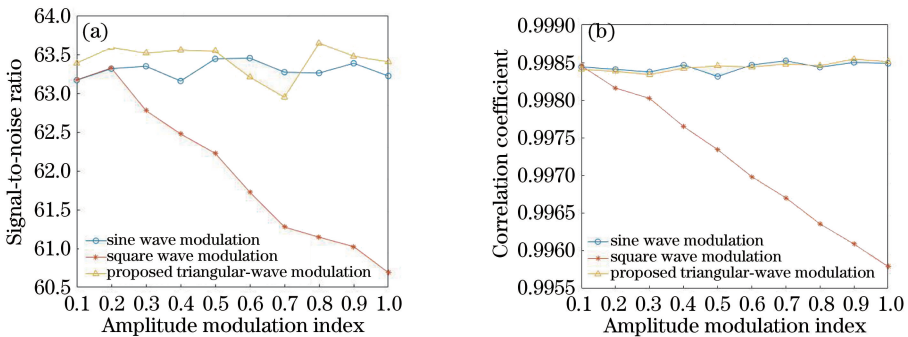 (a)
Signal-to-noise ratio
64.0
63.5
63.0
62.5
62.0
61.5
61.0
60.5
sine wave modulation
square wave modulation
proposed triangular-wave modulation
0.1 0.2 0.3 0.4 0.5 0.6 0.7 0.8 0.9 1.0
Amplitude modulation index
(b)
Correlation coefficient
0.9990
0.9985
0.9980
0.9975
0.9970
0.9965
0.9960
0.9955
sine wave modulation
square wave modulation
proposed triangular-wave modulation
0.1 0.2 0.3 0.4 0.5 0.6 0.7 0.8 0.9 1.0
Amplitude modulation index